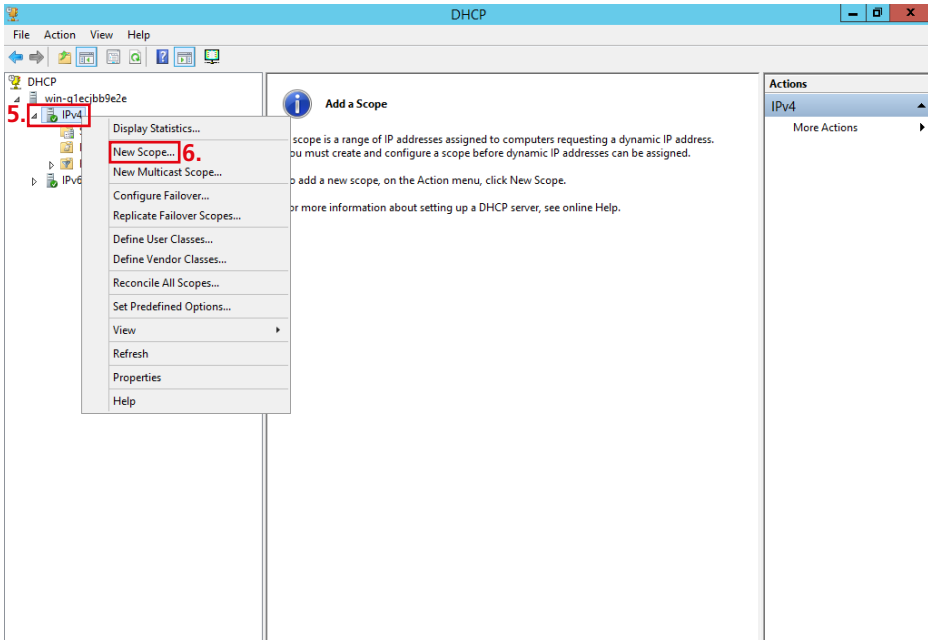 DHCP
File Action View Help
DHCP
win-q1ecjbb9e2e
5.
IPv4
IPv6
Display Statistics...
New Scope... 6.
New Multicast Scope...
Configure Failover...
Replicate Failover Scopes...
Define User Classes...
Define Vendor Classes...
Reconcile All Scopes...
Set Predefined Options...
View
Refresh
Properties
Help
Add a Scope
scope is a range of IP addresses assigned to computers requesting a dynamic IP address.
ou must create and configure a scope before dynamic IP addresses can be assigned.
o add a new scope, on the Action menu, click New Scope.
or more information about setting up a DHCP server, see online Help.
Actions
IPv4
More Actions